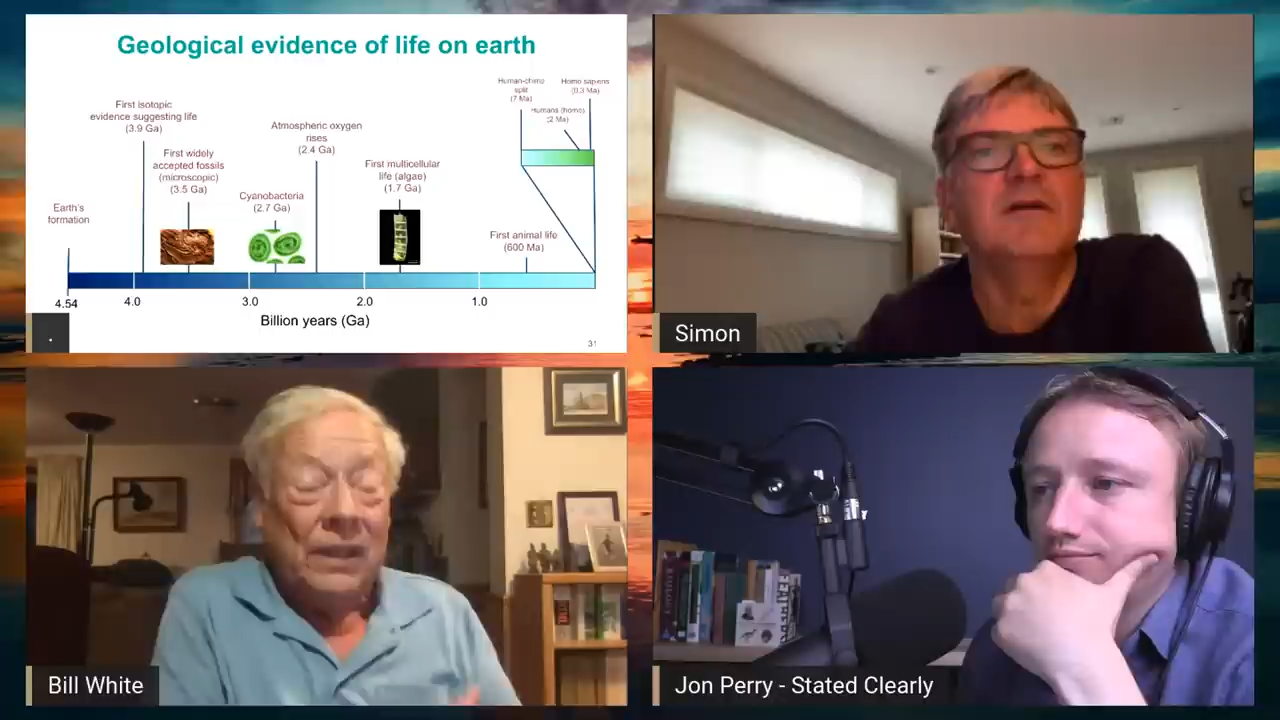 Geological evidence of life on earth
Human-chimp
split
(7 Ma)
Homo sapiens
(0.3 Ma)
Humans (homo)
(2 Ma)
First isotopic
evidence suggesting life
(3.9 Ga)
Atmospheric oxygen
rises
(2.4 Ga)
First widely
accepted fossils
(microscopic)
(3.5 Ga)
First multicellular
life (algae)
(1.7 Ga)
Cyanobacteria
(2.7 Ga)
Earth's
formation
First animal life
(600 Ma)
4.54
4.0
3.0
2.0
1.0
Billion years (Ga)
31
.
Simon
Bill White
Jon Perry - Stated Clearly